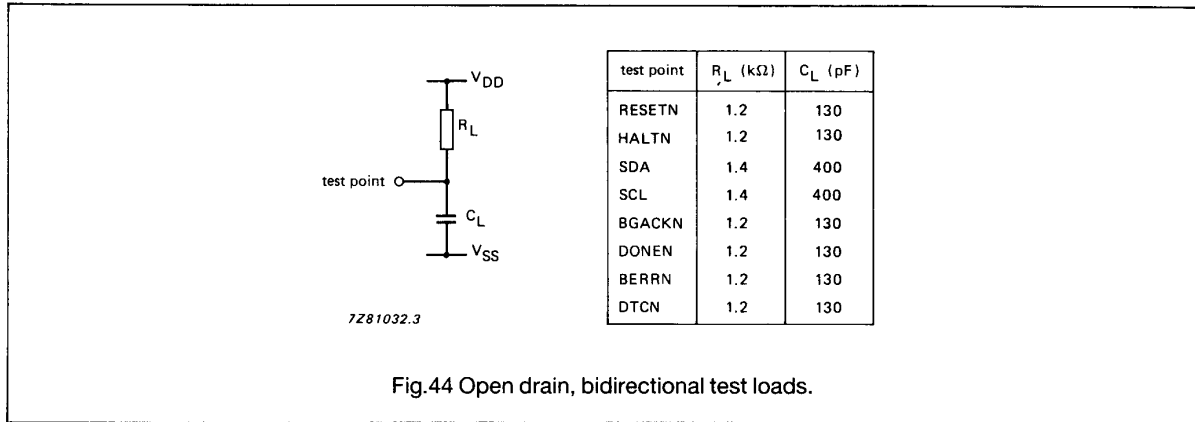 V_DD
R_L
test point
C_L
V_SS
7Z81032.3
test point R_L (kΩ) C_L (pF)
RESETN 1.2 130
HALTN 1.2 130
SDA 1.4 400
SCL 1.4 400
BGACKN 1.2 130
DONEN 1.2 130
BERRN 1.2 130
DTCN 1.2 130
Fig.44 Open drain, bidirectional test loads.